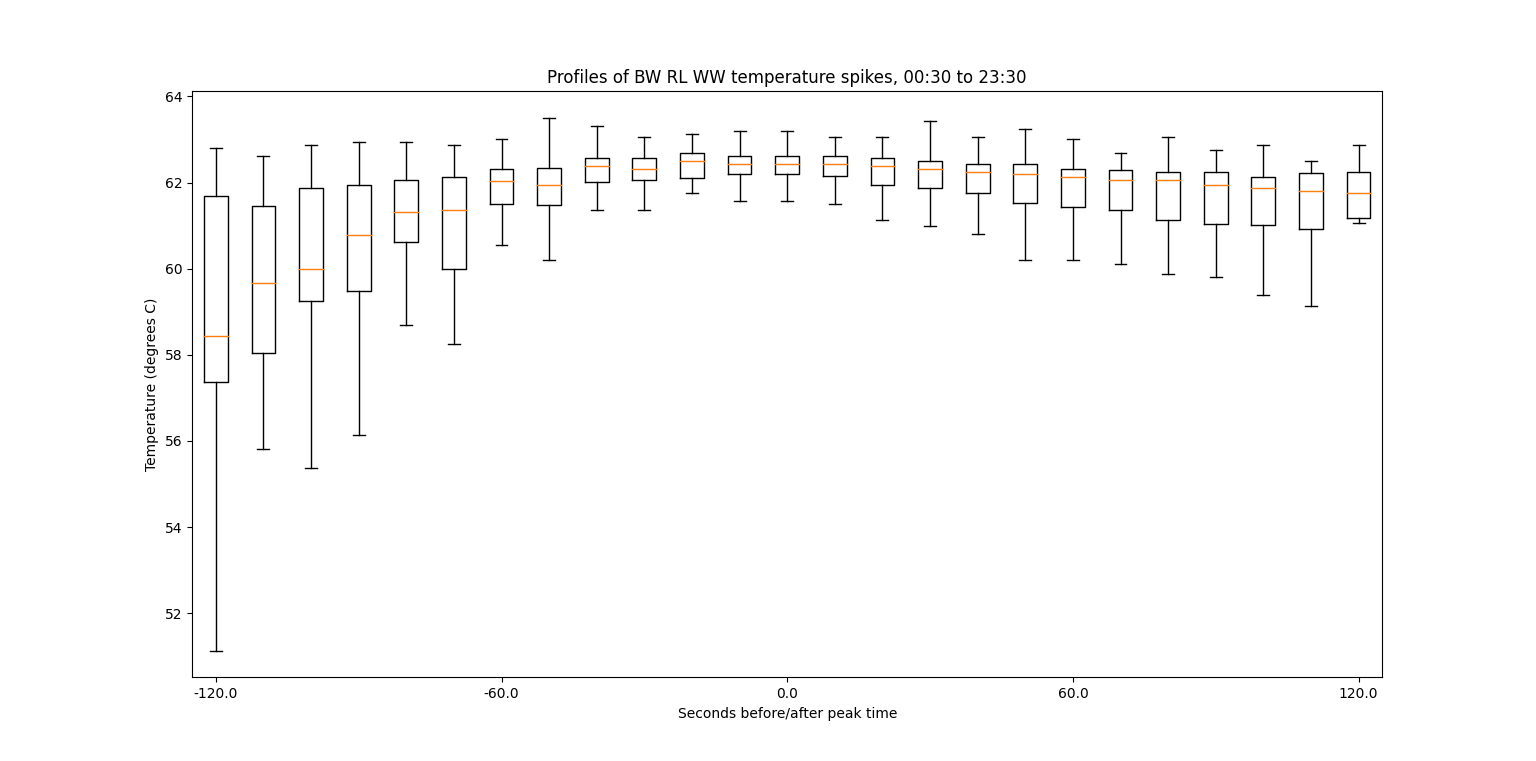 Profiles of BW RL WW temperature spikes, 00:30 to 23:30
64
62
60
58
56
54
52
Temperature (degrees C)
-120.0 -60.0 0.0 60.0 120.0
Seconds before/after peak time